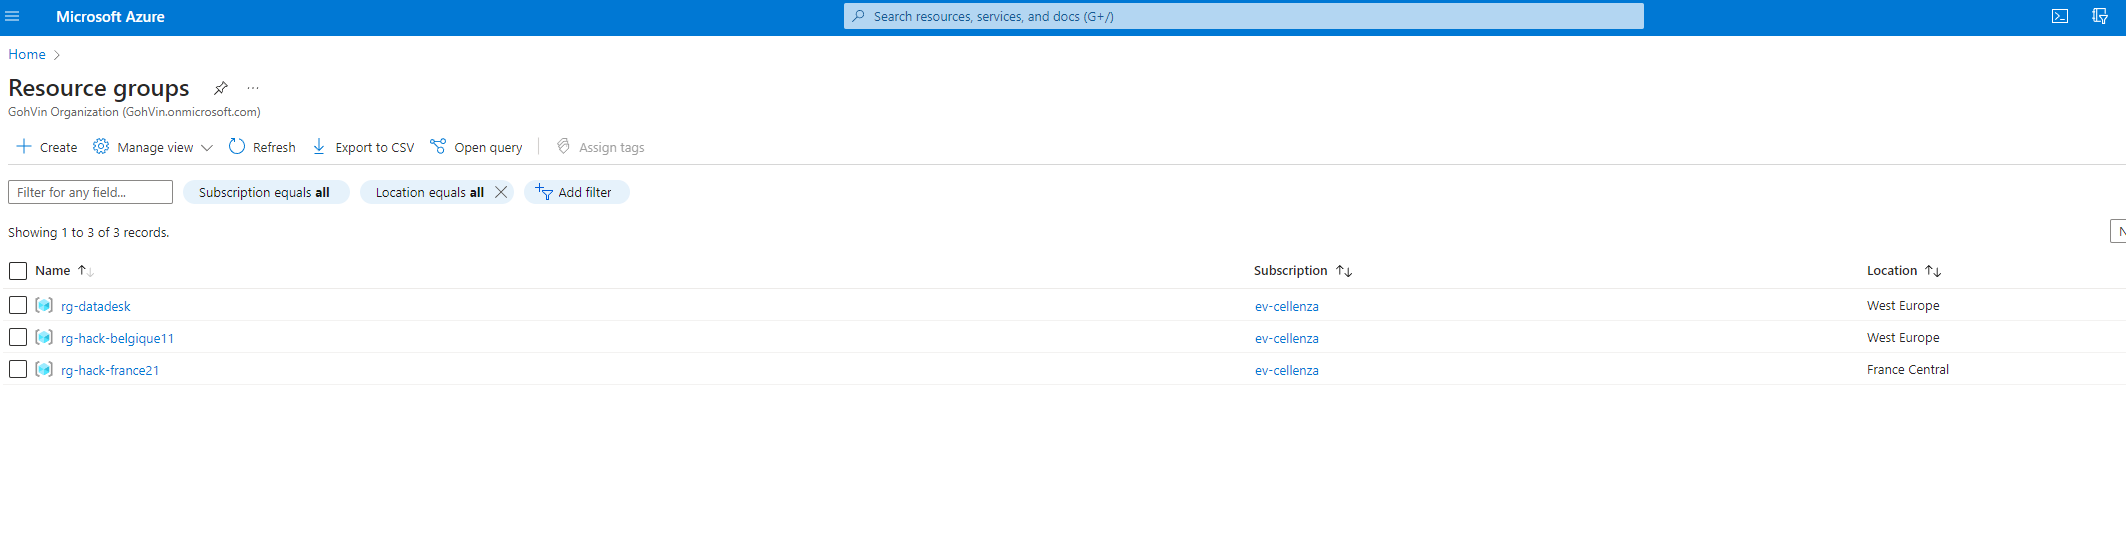 Microsoft Azure
Search resources, services, and docs (G+/)
Home
Resource groups
GohVin Organization (GohVin.onmicrosoft.com)
Create Manage view Refresh Export to CSV Open query Assign tags
Filter for any field... Subscription equals all Location equals all Add filter
Showing 1 to 3 of 3 records.
N
Name Subscription Location
rg-datadesk ev-cellenza West Europe
rg-hack-belgique11 ev-cellenza West Europe
rg-hack-france21 ev-cellenza France Central